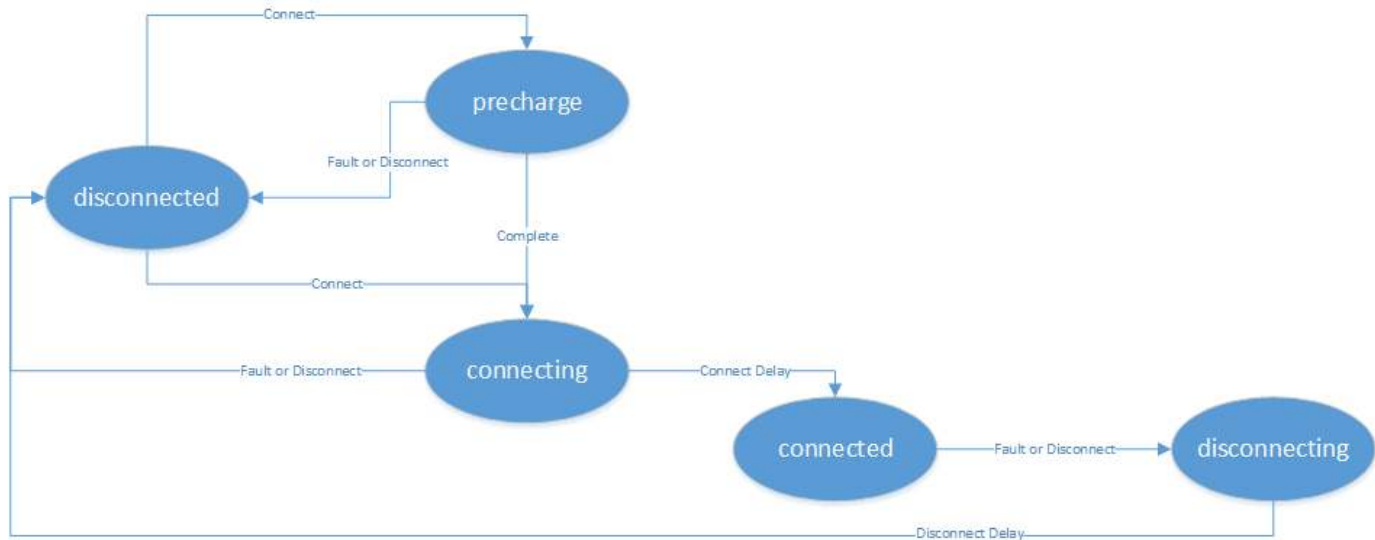 Connect
precharge
Fault or Disconnect
disconnected
Complete
Connect
Fault or Disconnect
connecting
Connect Delay
connected
Fault or Disconnect
disconnecting
Disconnect Delay